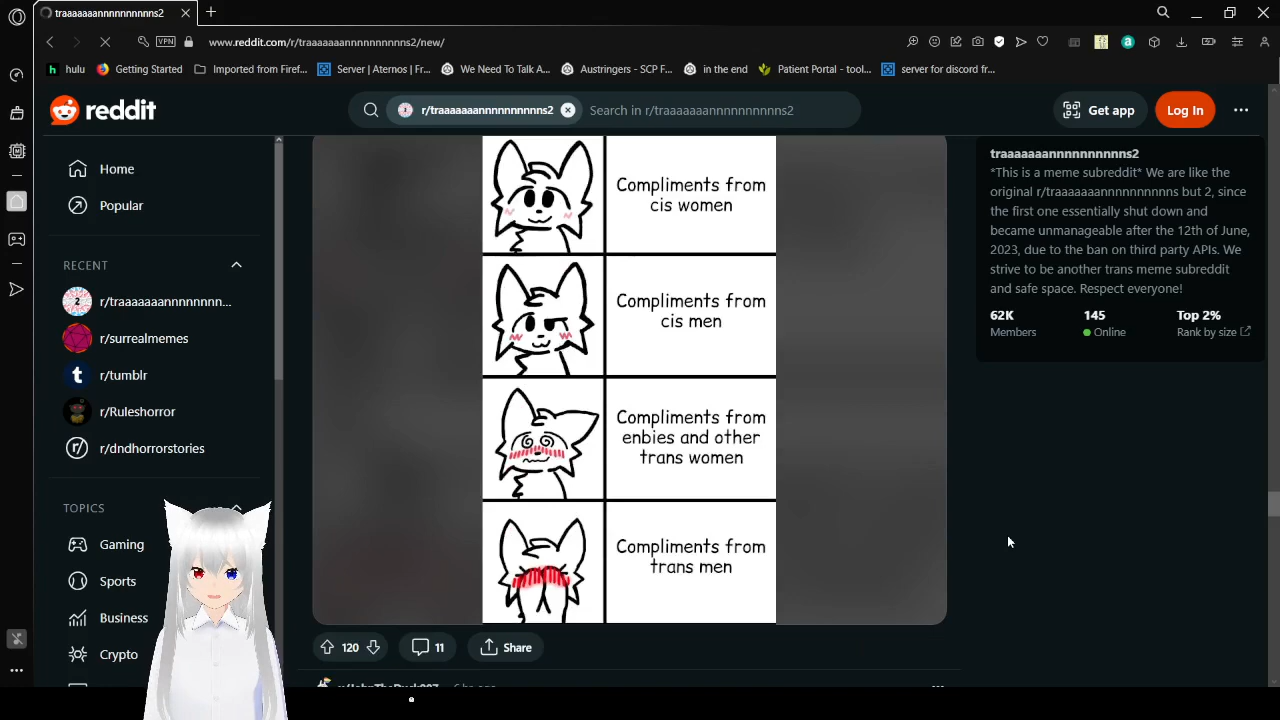 traaaaaaannnnnnnnnns2
VPN
www.reddit.com/r/traaaaaaannnnnnnnnns2/new/
hulu
Getting Started
Imported from Firef...
Server | Aternos | Fr...
We Need To Talk A...
Austringers - SCP F...
in the end
Patient Portal - tool...
server for discord fr...
reddit
r/traaaaaaannnnnnnnnns2
Search in r/traaaaaaannnnnnnnnns2
Get app
Log In
Home
Popular
RECENT
r/traaaaaaannnnnnnn...
r/surrealmemes
r/tumblr
r/Ruleshorror
r/dndhorrorstories
TOPICS
Gaming
Sports
Business
Crypto
Compliments from
cis women
Compliments from
cis men
Compliments from
enbies and other
trans women
Compliments from
trans men
120
11
Share
traaaaaaannnnnnnnnns2
*This is a meme subreddit* We are like the
original r/traaaaaaannnnnnnnnns but 2, since
the first one essentially shut down and
became unmanageable after the 12th of June,
2023, due to the ban on third party APIs. We
strive to be another trans meme subreddit
and safe space. Respect everyone!
62K
Members
145
Online
Top 2%
Rank by size